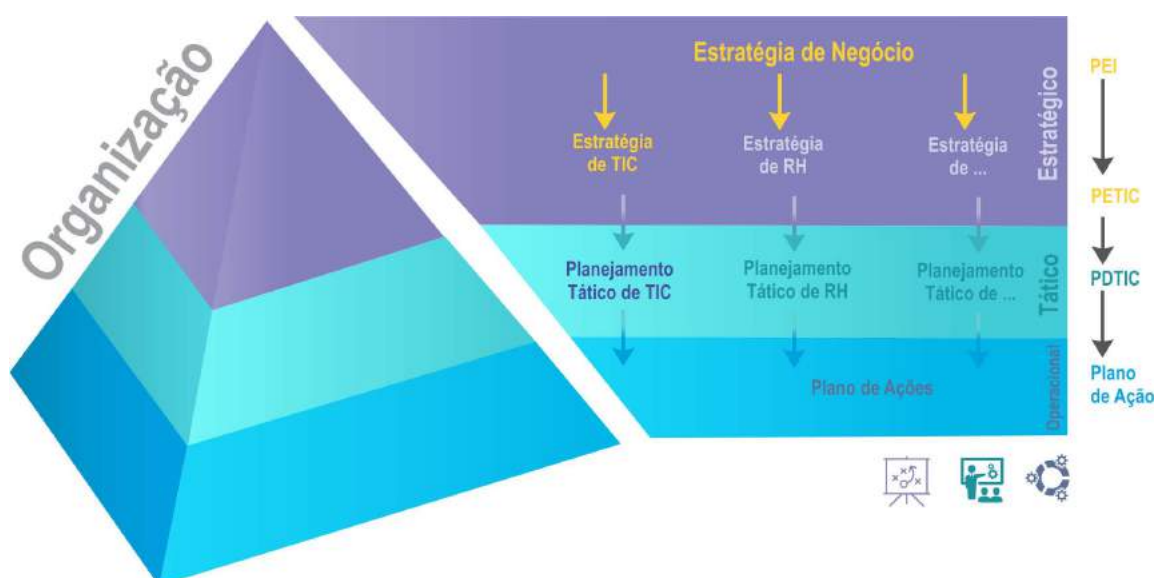 Organização
Estratégia de Negócio
Estratégia
de TIC
Estratégia
de RH
Estratégia
de ...
Estratégico
Planejamento
Tático de TIC
Planejamento
Tático de RH
Planejamento
Tático de ...
Tático
Plano de Ações
Operacional
PEI
PETIC
PDTIC
Plano
de Ação